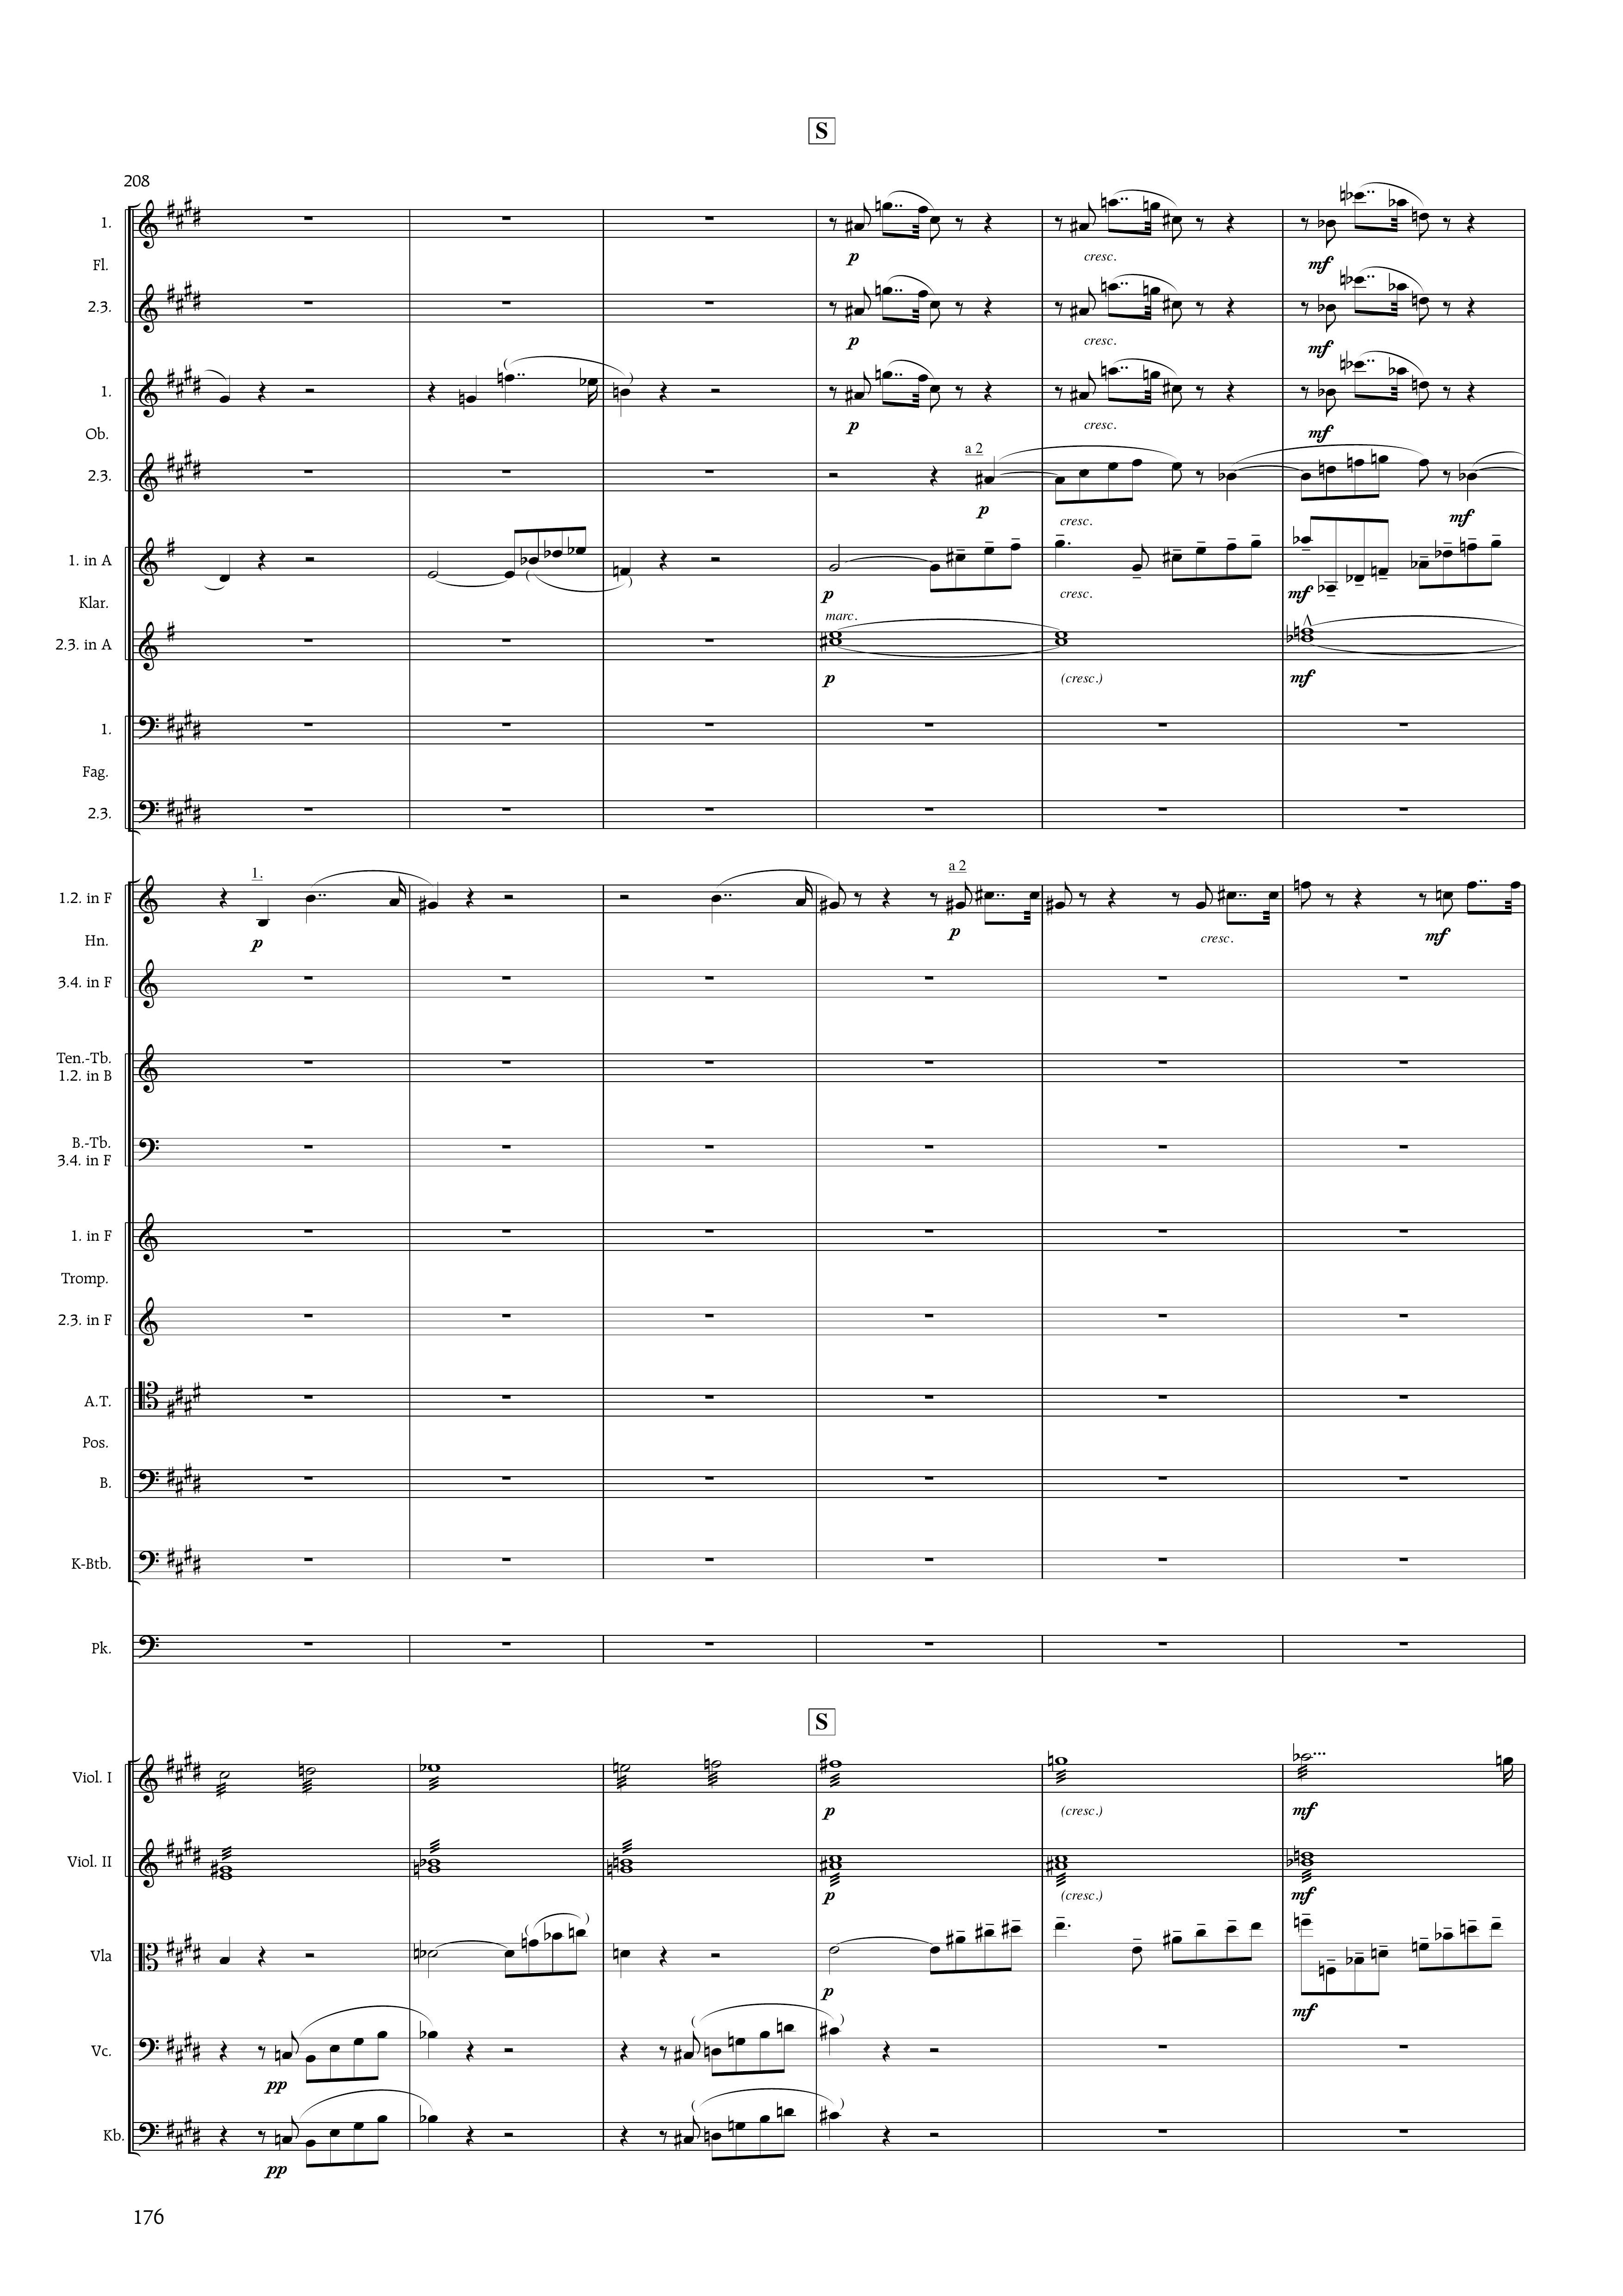 S
208
1.
p
cresc.
mf
Fl.
2.3.
p
cresc.
mf
1.
p
cresc.
mf
Ob.
a 2
2.3.
p
cresc.
mf
1. in A
p
cresc.
mf
Klar.
marc.
2.3. in A
p
(cresc.)
mf
1.
Fag.
2.3.
1.
a 2
1.2. in F
p
p
cresc.
mf
Hn.
3.4. in F
Ten.-Tb.
1.2. in B
B.-Tb.
3.4. in F
1. in F
Tromp.
2.3. in F
A.T.
Pos.
B.
K-Btb.
Pk.
S
Viol. I
p
(cresc.)
mf
Viol. II
p
(cresc.)
mf
Vla
p
mf
Vc.
pp
Kb.
pp
176